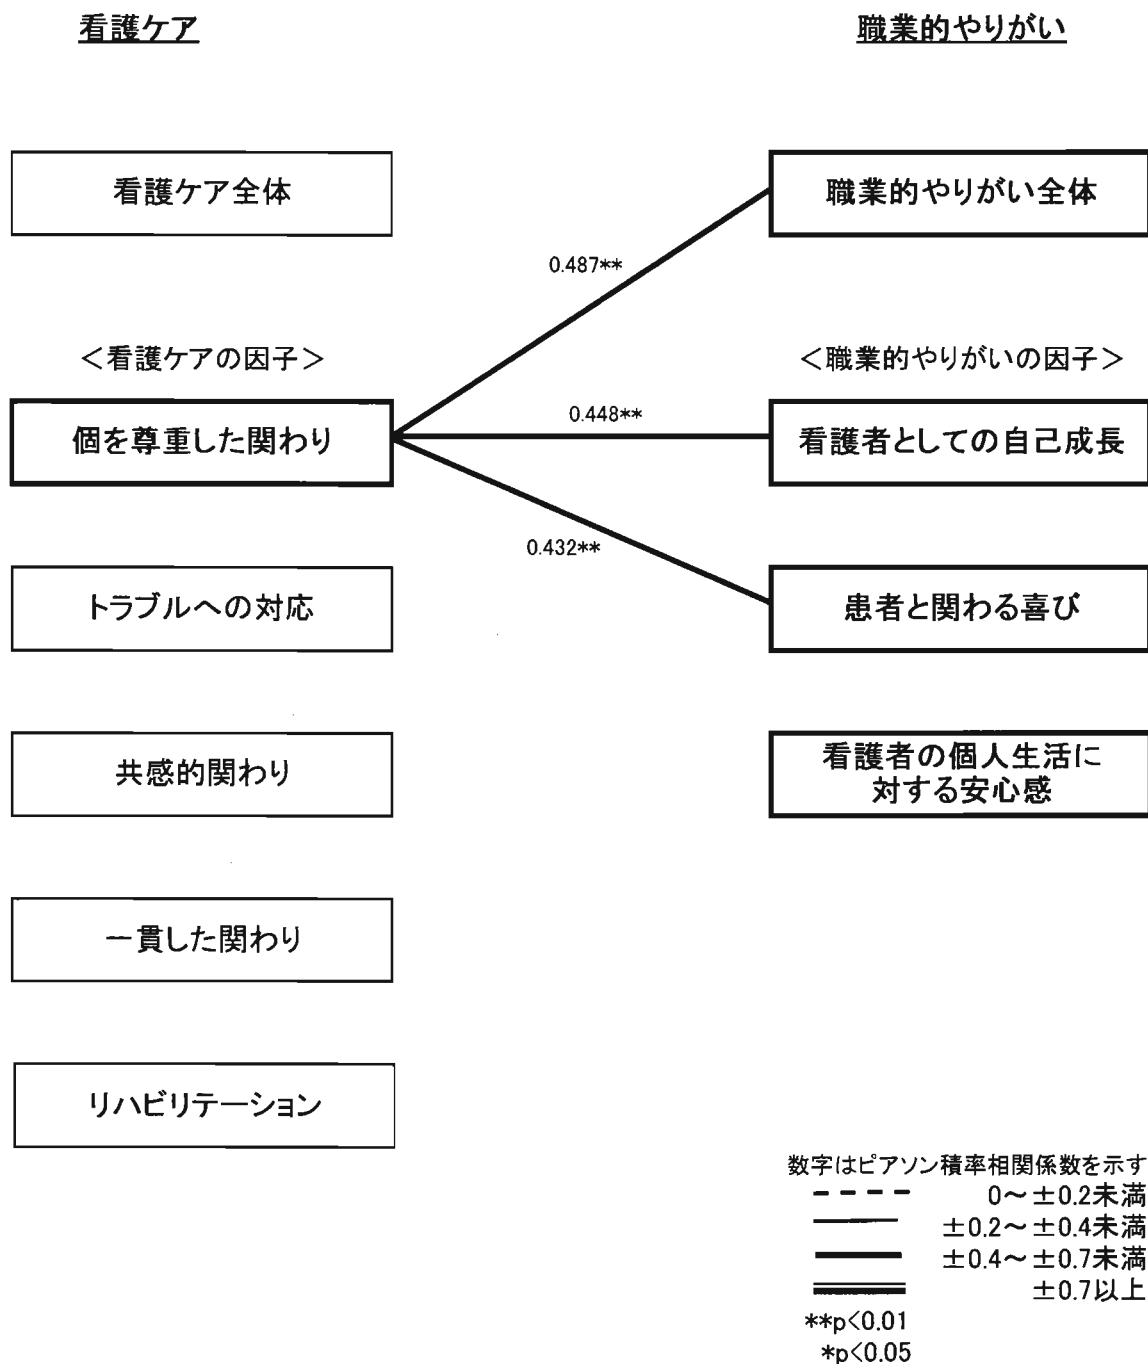 看護ケア
職業的やりがい
看護ケア全体
職業的やりがい全体
0.487**
＜看護ケアの因子＞
＜職業的やりがいの因子＞
個を尊重した関わり
0.448**
看護者としての自己成長
0.432**
トラブルへの対応
患者と関わる喜び
共感的関わり
看護者の個人生活に
対する安心感
一貫した関わり
リハビリテーション
数字はピアソン積率相関係数を示す
0～±0.2未満
±0.2～±0.4未満
±0.4～±0.7未満
±0.7以上
**p<0.01
*p<0.05